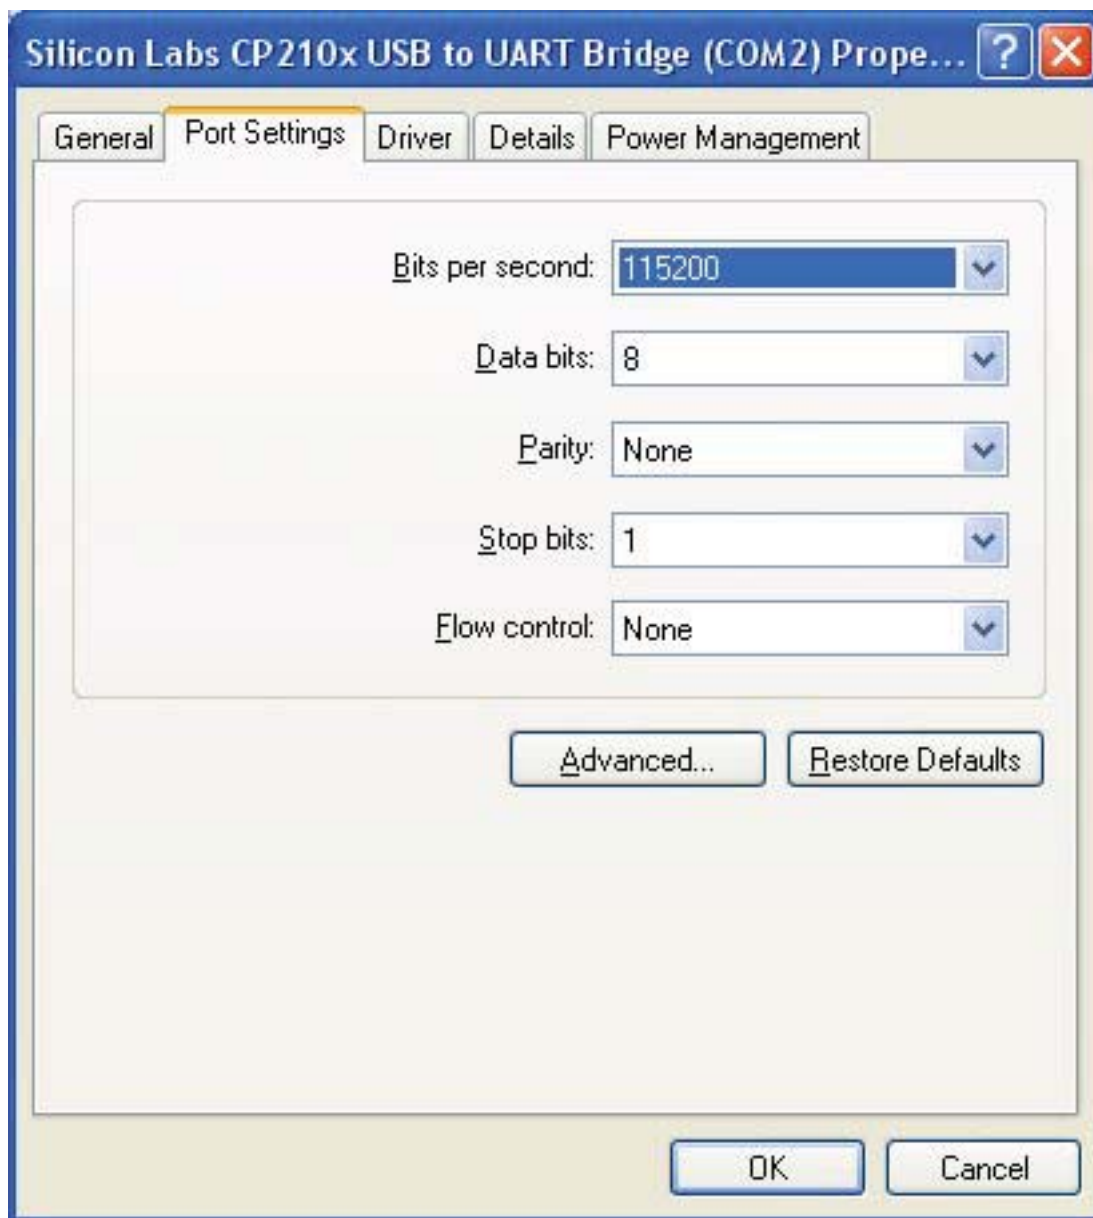 Silicon Labs CP210x USB to UART Bridge (COM2) Prope... ?
General Port Settings Driver Details Power Management
Bits per second: 115200
Data bits: 8
Parity: None
Stop bits: 1
Flow control: None
Advanced... Restore Defaults
OK Cancel